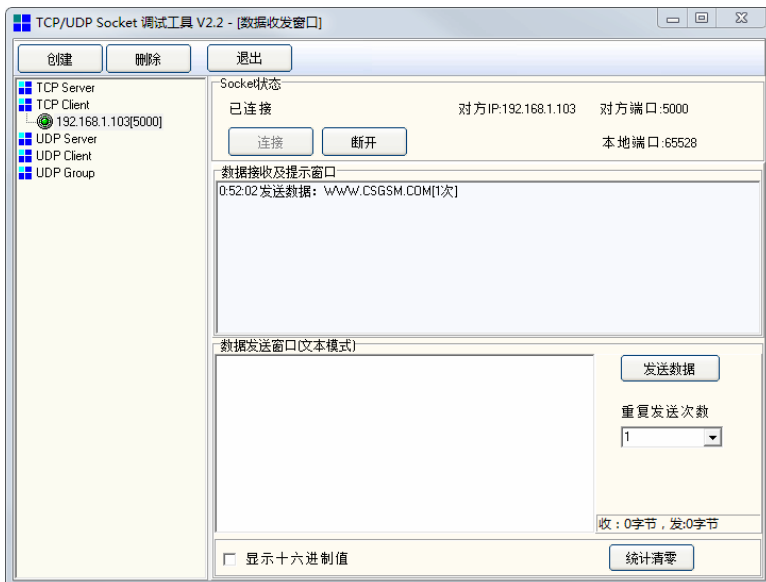 TCP/UDP Socket 调试工具 V2.2 - [数据收发窗口]
创建 删除 退出
TCP Server
TCP Client
192.168.1.103[5000]
UDP Server
UDP Client
UDP Group
Socket状态
已连接 对方IP:192.168.1.103 对方端口:5000
连接 断开 本地端口:65528
数据接收及提示窗口
0:52:02 发送数据：WWW.CSGSM.COM[1次]
数据发送窗口(文本模式)
发送数据
重复发送次数
1
收：0字节，发:0字节
显示十六进制值 统计清零